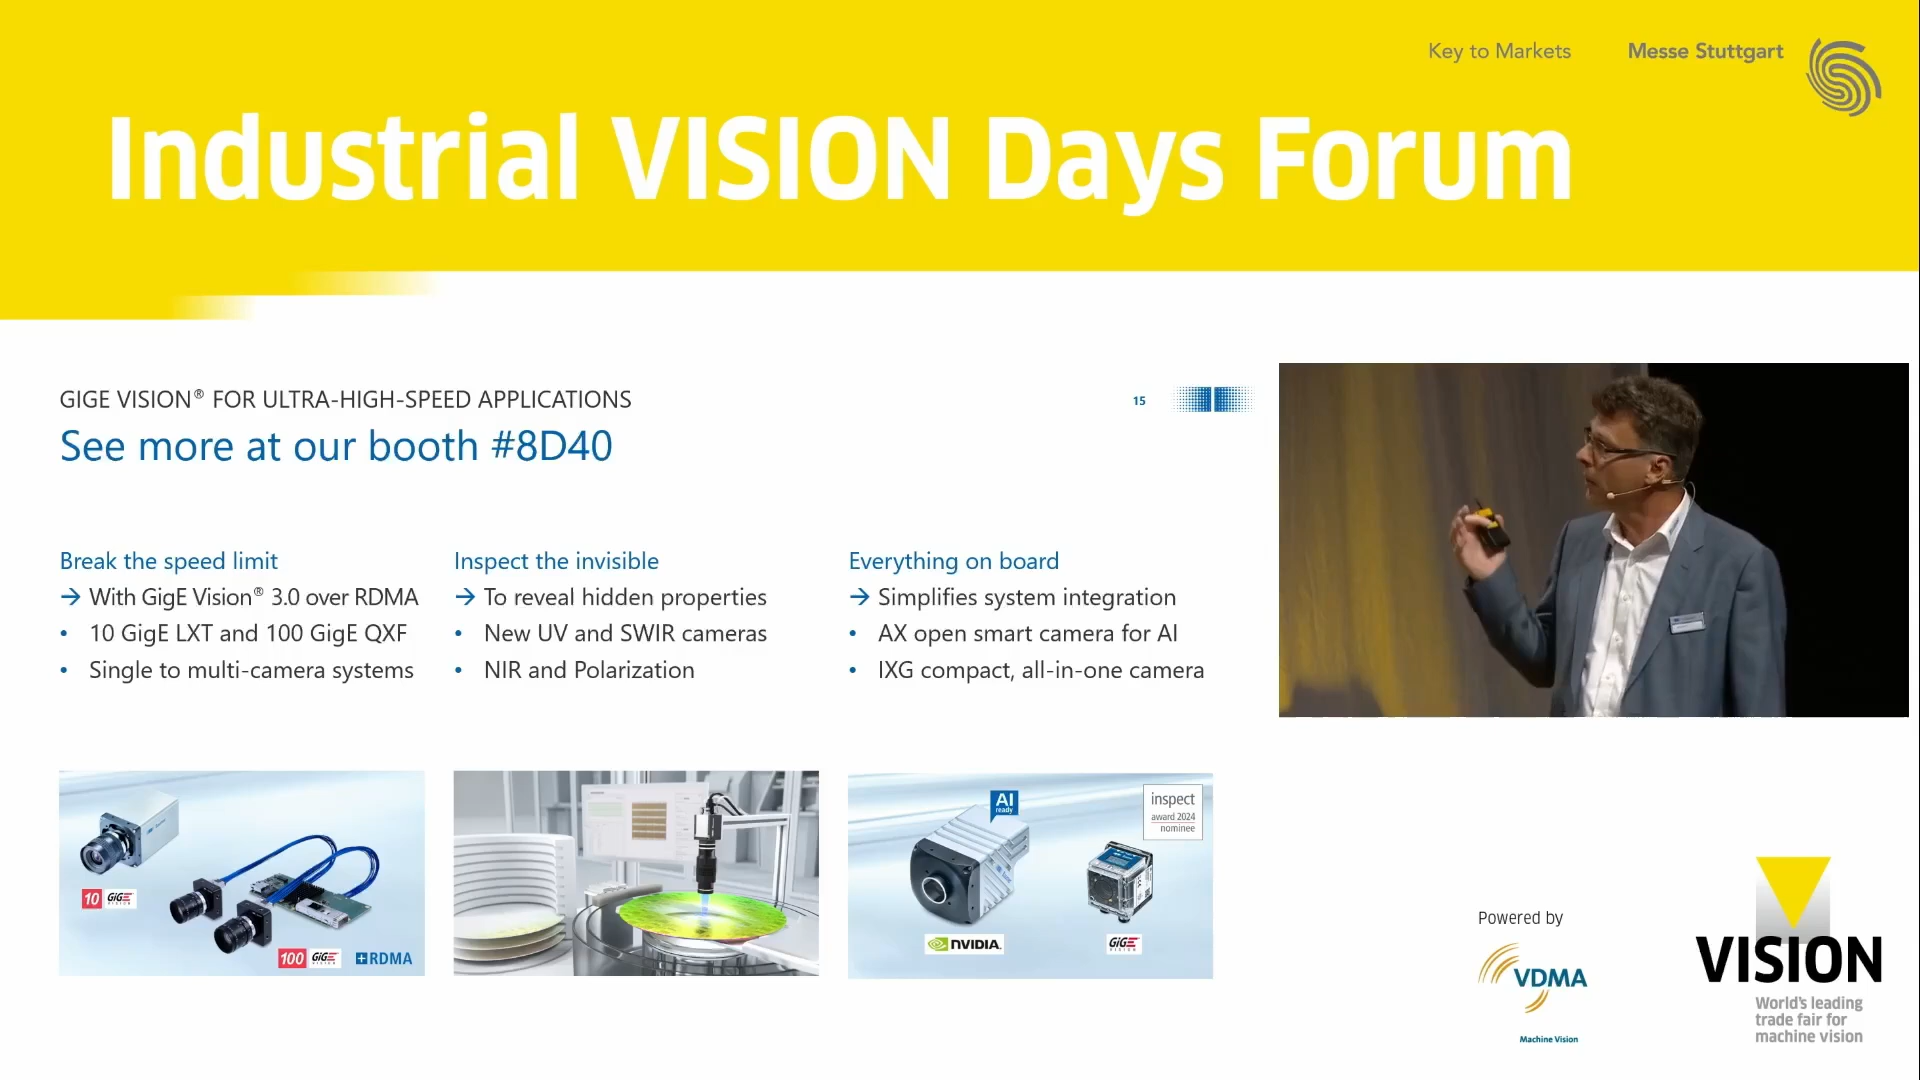 Key to Markets
Messe Stuttgart
Industrial VISION Days Forum
GIGE VISION® FOR ULTRA-HIGH-SPEED APPLICATIONS
15
See more at our booth #8D40
Break the speed limit
→ With GigE Vision® 3.0 over RDMA
• 10 GigE LXT and 100 GigE QXF
• Single to multi-camera systems
Inspect the invisible
→ To reveal hidden properties
• New UV and SWIR cameras
• NIR and Polarization
Everything on board
→ Simplifies system integration
• AX open smart camera for AI
• IXG compact, all-in-one camera
10 GIGE VISION
100 GIGE VISION
RDMA
AI
ready
inspect
award 2024
nominee
NVIDIA.
GIGE VISION
Powered by
VDMA
Machine Vision
VISION
World's leading
trade fair for
machine vision